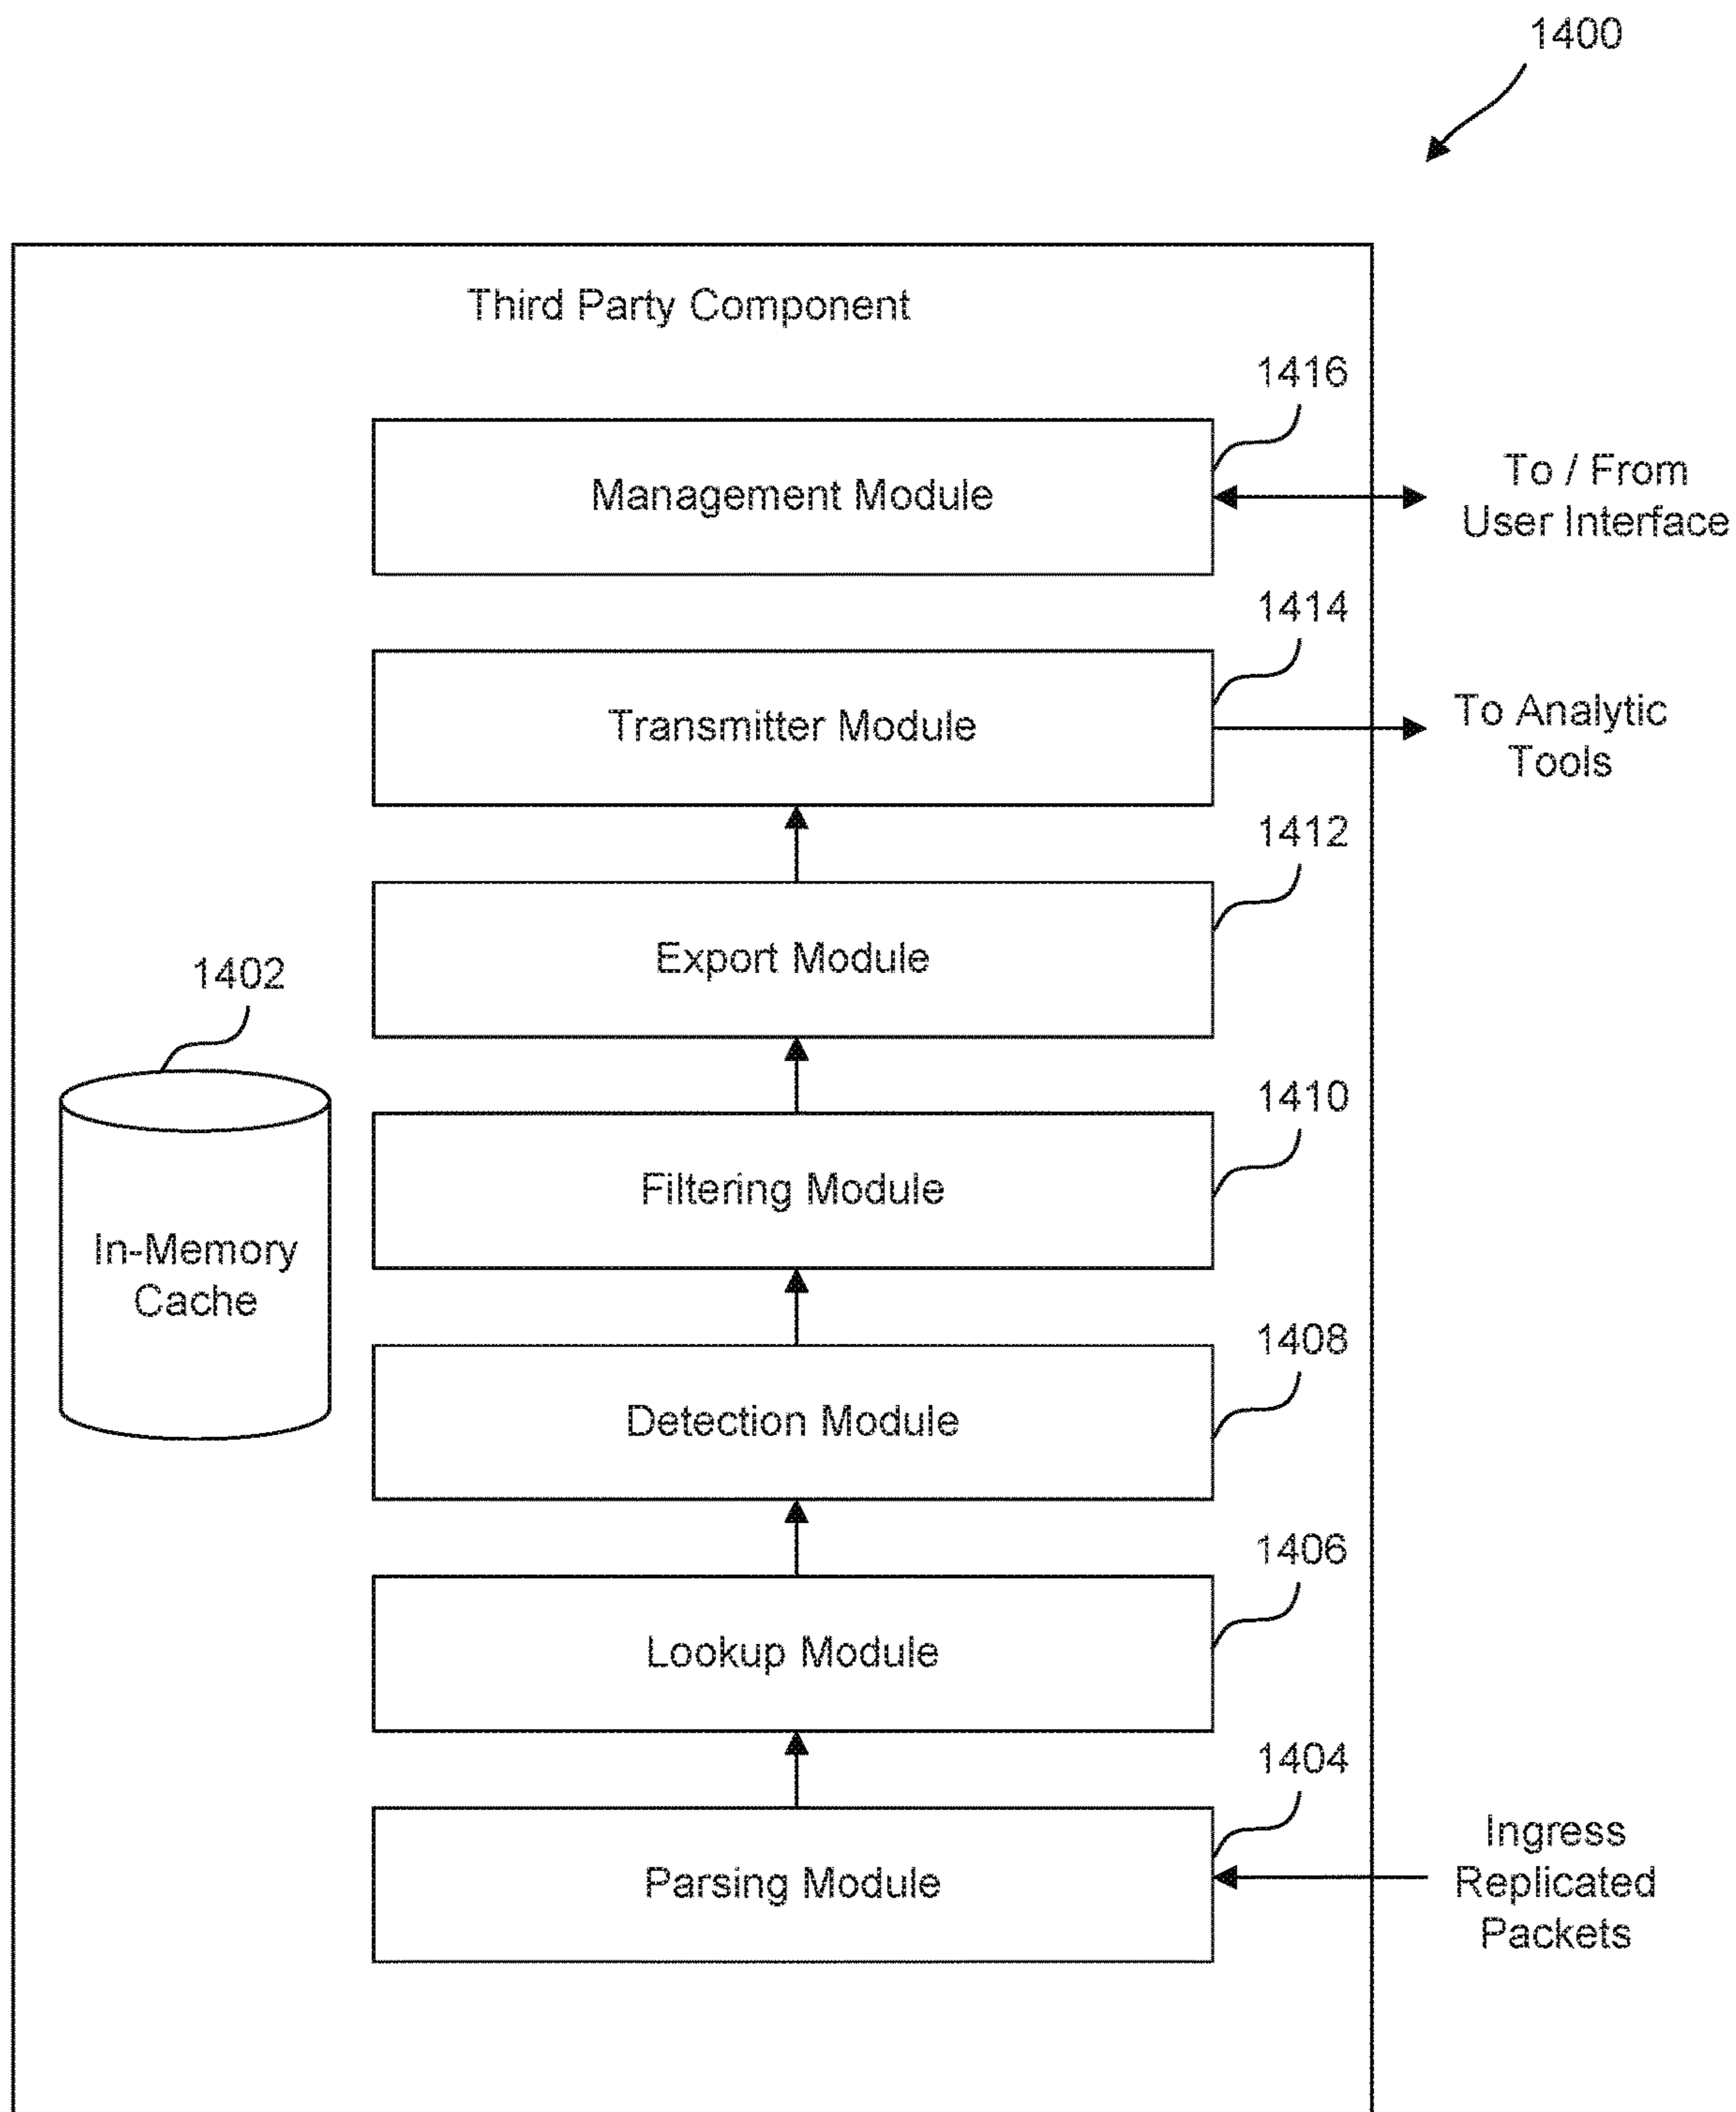 1400
Third Party Component
1416
Management Module
To / From
User Interface
1414
Transmitter Module
To Analytic
Tools
1412
Export Module
1402
In-Memory
Cache
1410
Filtering Module
1408
Detection Module
1406
Lookup Module
1404
Parsing Module
Ingress
Replicated
Packets